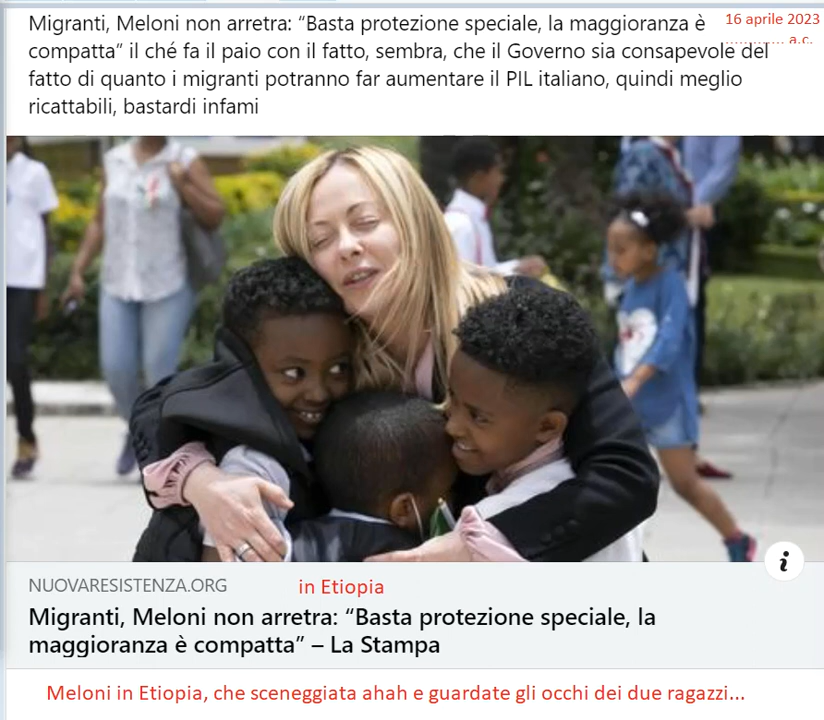 Migranti, Meloni non arretra: “Basta protezione speciale, la maggioranza è
16 aprile 2023
compatta” il ché fa il paio con il fatto, sembra, che il Governo sia consapevole del
a.c.
fatto di quanto i migranti potranno far aumentare il PIL italiano, quindi meglio
ricattabili, bastardi infami
i
NUOVARESISTENZA.ORG
in Etiopia
Migranti, Meloni non arretra: “Basta protezione speciale, la
maggioranza è compatta” – La Stampa
Meloni in Etiopia, che sceneggiata ahah e guardate gli occhi dei due ragazzi...